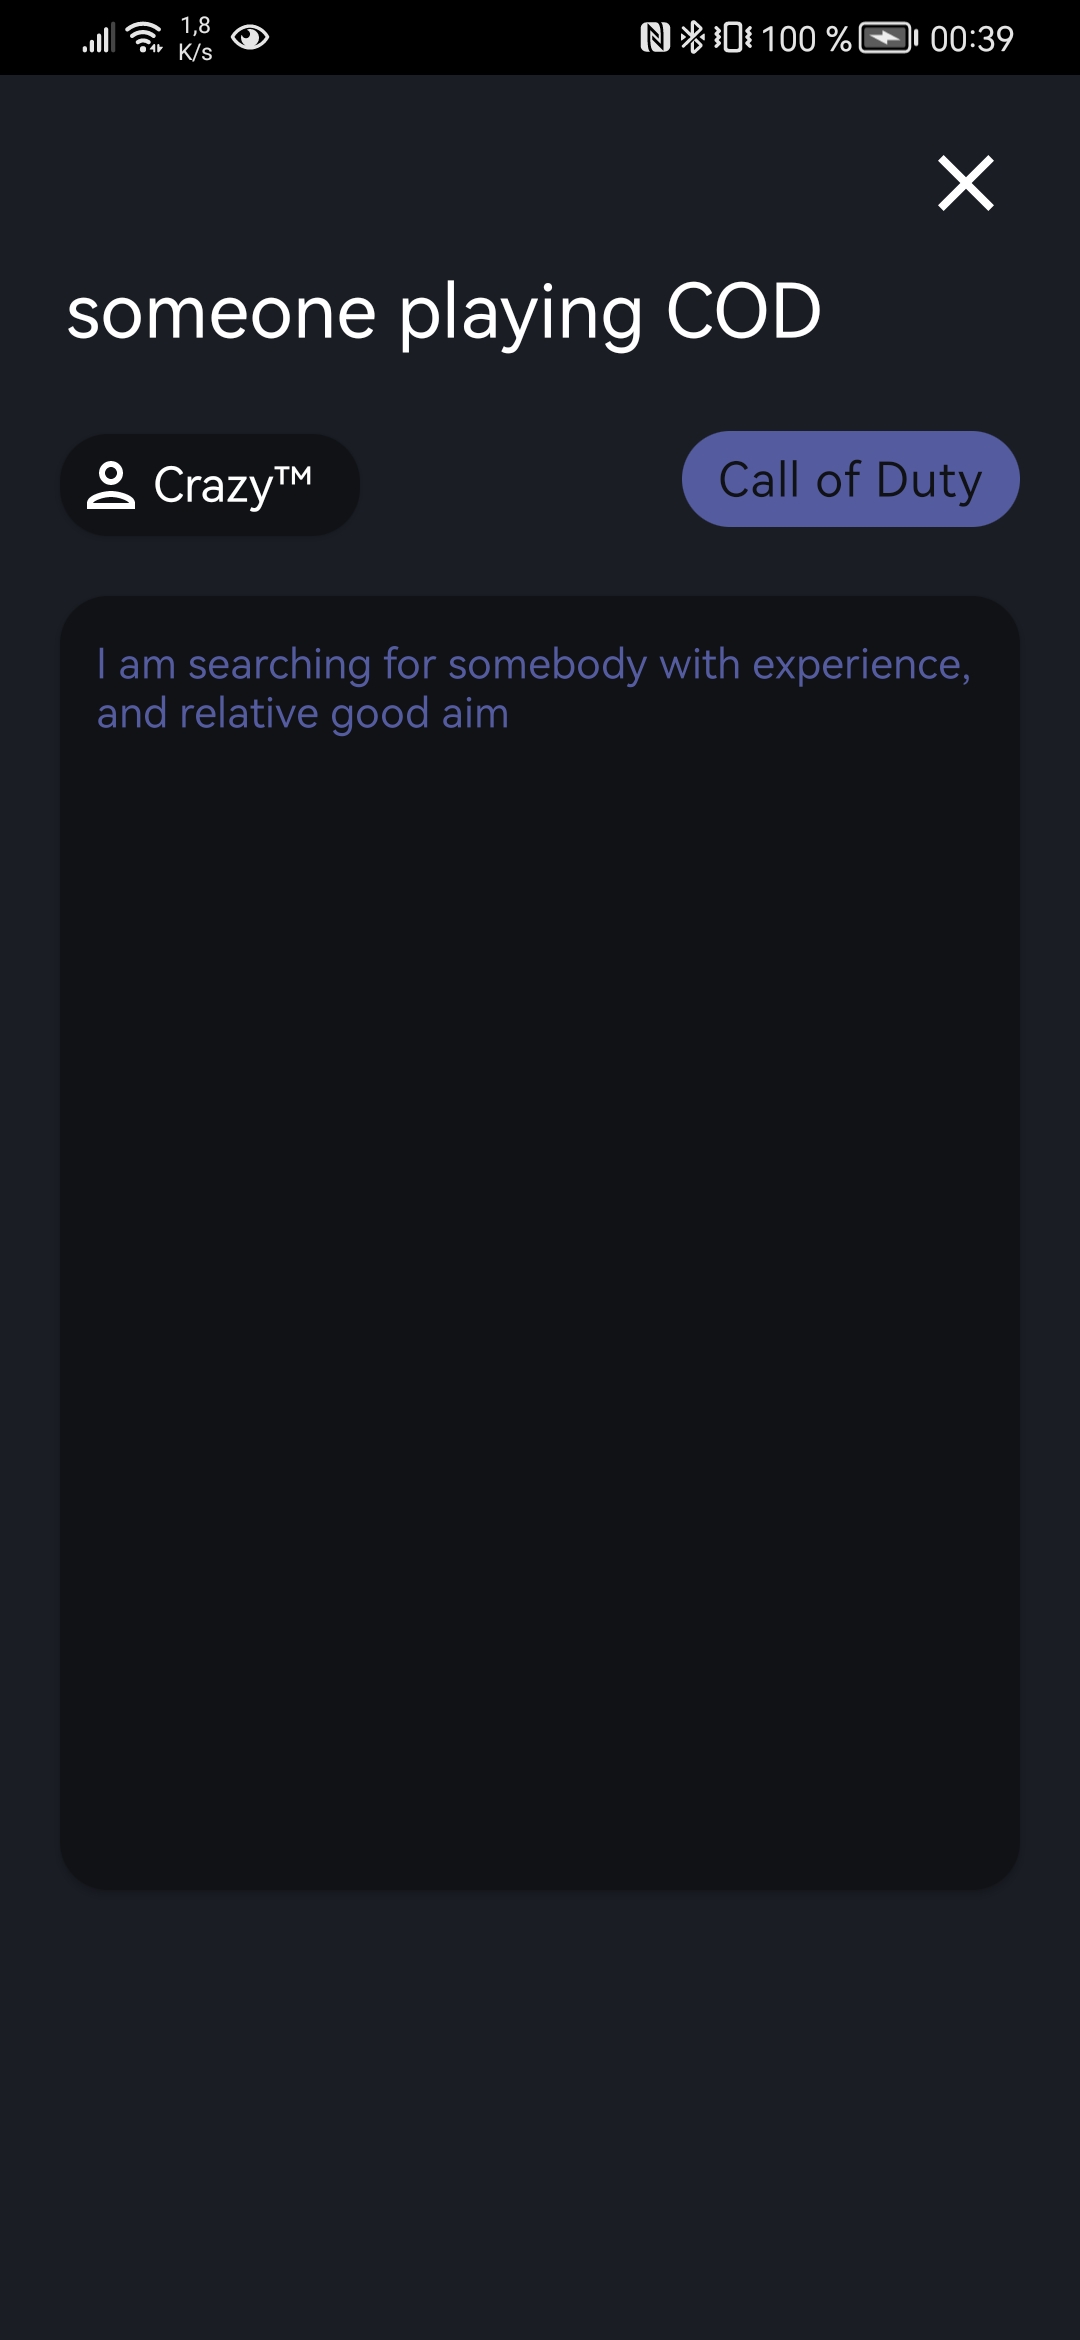 1,8
K/s
100 %
00:39
someone playing COD
Crazy™
Call of Duty
I am searching for somebody with experience,
and relative good aim